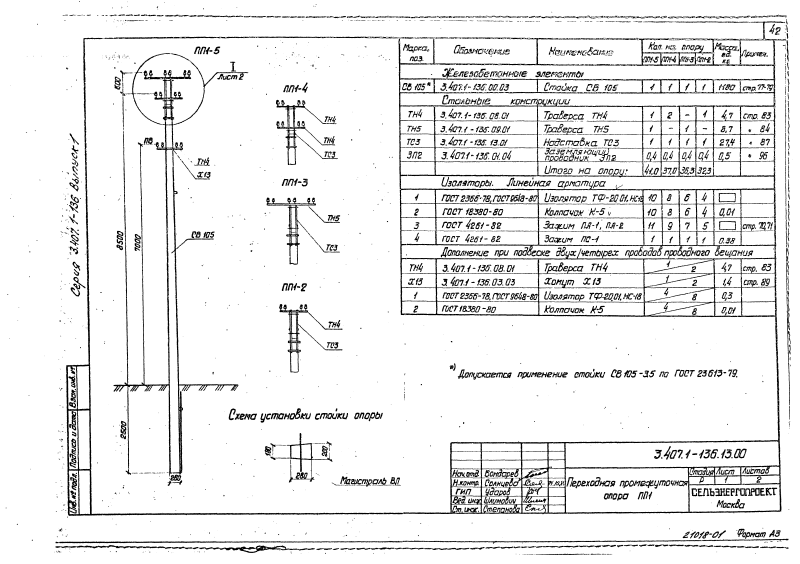 42
ПП1-5
I
лист 2
600
ПВ
ТН4
Х13
СВ 105
8500
7000
2500
280
ПП1-4
ТН4
ТН4
ТС3
ПП1-3
ТН5
ТС3
ПП1-2
ТН4
ТС3
Серия 3.407.1-136 Выпуск 1
Схема установки стойки опоры
280
Магистраль ВЛ
Марка, поз. Обозначение Наименование Кол. на опору Масса, ед. кг Примеч.
ПП1-5 ПП1-4 ПП1-3 ПП1-2
Железобетонные элементы
СВ 105*) 3.407.1-136.00.03 Стойка СВ 105 1 1 1 1 1180 стр. 77-79
Стальные конструкции
ТН4 3.407.1-136.08.01 Траверса ТН4 1 2 - 1 4,7 стр. 83
ТН5 3.407.1-136.09.01 Траверса ТН5 1 - 1 - 8,7 " 84
ТС3 3.407.1-136.13.01 Надставка ТС3 1 1 1 1 27,4 " 87
ЗП2 3.407.1-136.01.04 Заземляющий проводник ЗП2 0,4 0,4 0,4 0,4 0,5 " 96
Итого на опору: 41,0 37,0 36,3 32,3
Изоляторы. Линейная арматура
1 ГОСТ 2366-78, ГОСТ 9648-80 Изолятор ТФ-20.01, НС-18 10 8 6 4
2 ГОСТ 18380-80 Колпачок К-5 10 8 6 4 0,01
3 ГОСТ 4261-82 Зажим ПА-1, ПА-2 11 9 7 5 стр. 70,71
4 ГОСТ 4261-82 Зажим ПС-1 1 1 1 1 0.38
Дополнение при подвеске двух/четырех проводов проводного вещания
ТН4 3.407.1-136.08.01 Траверса ТН4 1/2 4,7 стр. 83
Х13 3.407.1-136.03.03 Хомут Х13 1/2 1,4 стр. 89
1 ГОСТ 2366-78, ГОСТ 9648-80 Изолятор ТФ-20.01, НС-18 4/8 0,3
2 ГОСТ 18380-80 Колпачок К-5 4/8 0,01
*) Допускается применение стойки СВ 105-3.5 по ГОСТ 23613-79.
3.407.1-136.13.00
Нач. отд. Бондарев
Н.контр. Солнцева
ГИП Ударов
Вед. инж.
Ст. инж. Степанова
Переходная промежуточная опора ПП1
Стадия Лист Листов
Р 1 2
СЕЛЬЭНЕРГОПРОЕКТ
Москва
Инв. № подл. Подпись и дата Взам. инв. №
21018-01 Формат А3